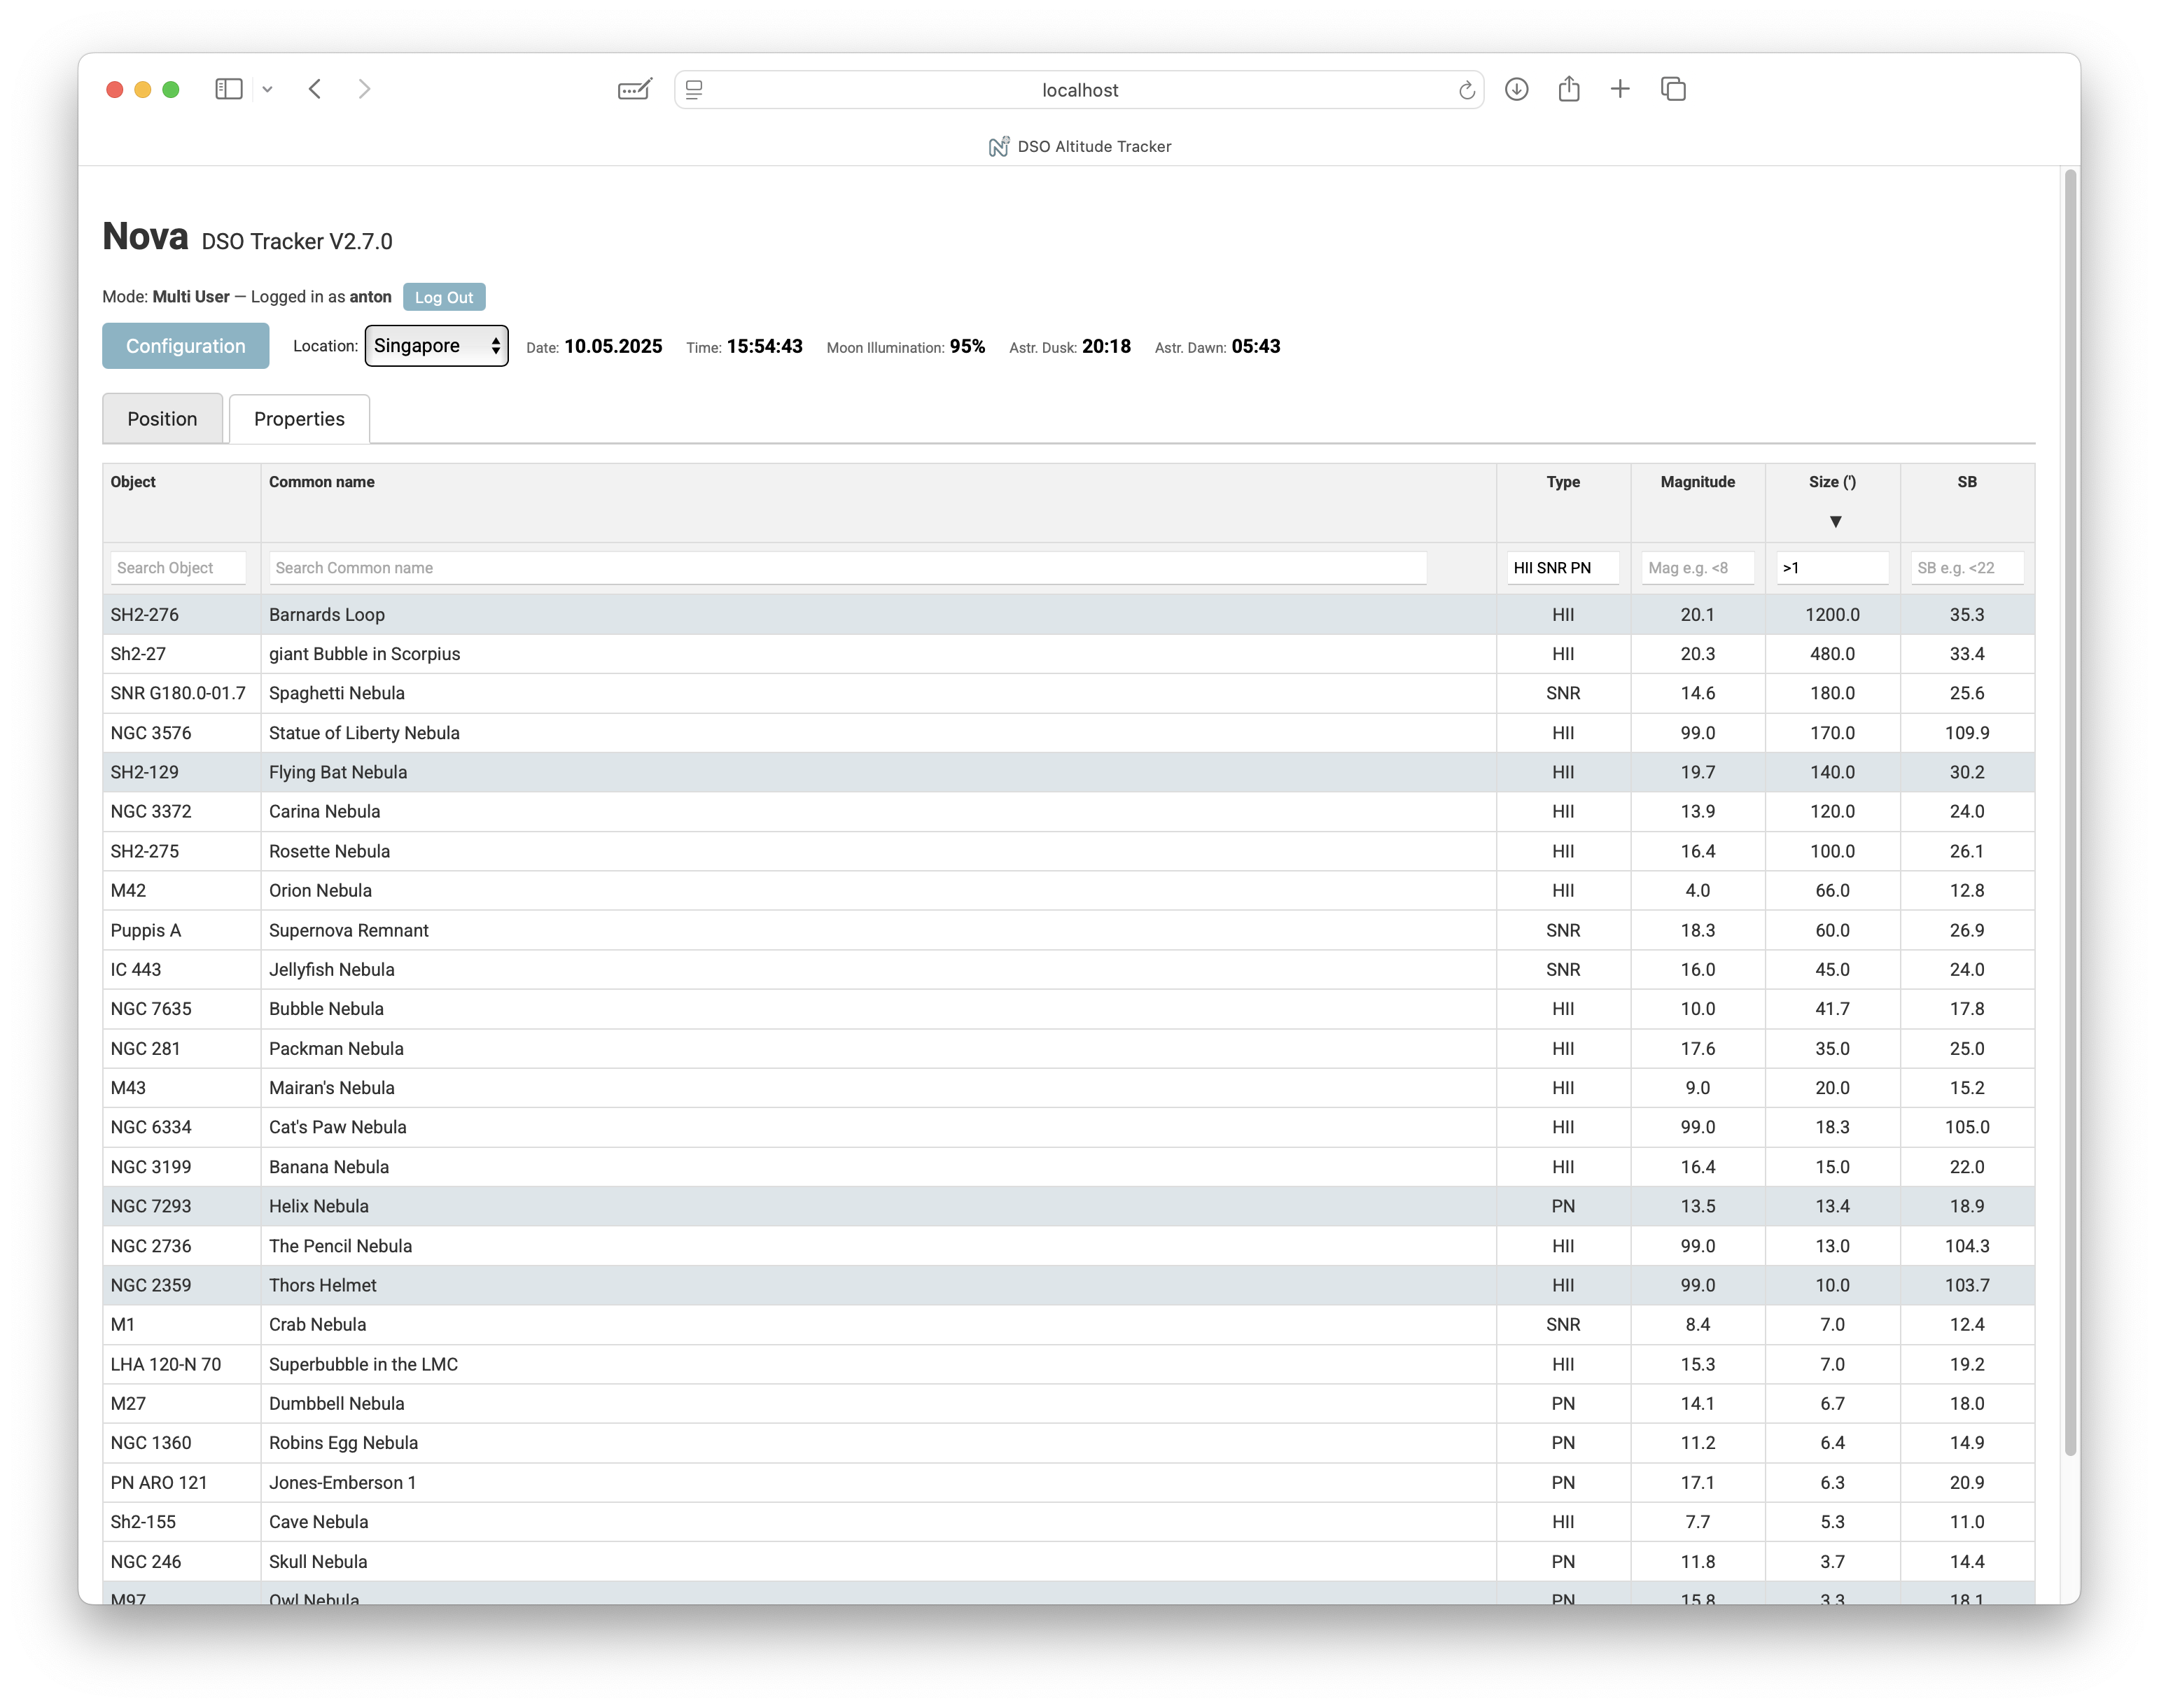 localhost
DSO Altitude Tracker
Nova DSO Tracker V2.7.0
Mode: Multi User — Logged in as anton Log Out
Configuration Location: Singapore Date: 10.05.2025 Time: 15:54:43 Moon Illumination: 95% Astr. Dusk: 20:18 Astr. Dawn: 05:43
Position Properties
Object Common name Type Magnitude Size (') SB
▼
Search Object Search Common name HII SNR PN Mag e.g. <8 >1 SB e.g. <22
SH2-276 Barnards Loop HII 20.1 1200.0 35.3
Sh2-27 giant Bubble in Scorpius HII 20.3 480.0 33.4
SNR G180.0-01.7 Spaghetti Nebula SNR 14.6 180.0 25.6
NGC 3576 Statue of Liberty Nebula HII 99.0 170.0 109.9
SH2-129 Flying Bat Nebula HII 19.7 140.0 30.2
NGC 3372 Carina Nebula HII 13.9 120.0 24.0
SH2-275 Rosette Nebula HII 16.4 100.0 26.1
M42 Orion Nebula HII 4.0 66.0 12.8
Puppis A Supernova Remnant SNR 18.3 60.0 26.9
IC 443 Jellyfish Nebula SNR 16.0 45.0 24.0
NGC 7635 Bubble Nebula HII 10.0 41.7 17.8
NGC 281 Packman Nebula HII 17.6 35.0 25.0
M43 Mairan's Nebula HII 9.0 20.0 15.2
NGC 6334 Cat's Paw Nebula HII 99.0 18.3 105.0
NGC 3199 Banana Nebula HII 16.4 15.0 22.0
NGC 7293 Helix Nebula PN 13.5 13.4 18.9
NGC 2736 The Pencil Nebula HII 99.0 13.0 104.3
NGC 2359 Thors Helmet HII 99.0 10.0 103.7
M1 Crab Nebula SNR 8.4 7.0 12.4
LHA 120-N 70 Superbubble in the LMC HII 15.3 7.0 19.2
M27 Dumbbell Nebula PN 14.1 6.7 18.0
NGC 1360 Robins Egg Nebula PN 11.2 6.4 14.9
PN ARO 121 Jones-Emberson 1 PN 17.1 6.3 20.9
Sh2-155 Cave Nebula HII 7.7 5.3 11.0
NGC 246 Skull Nebula PN 11.8 3.7 14.4
M97 Owl Nebula PN 15.8 3.3 18.1